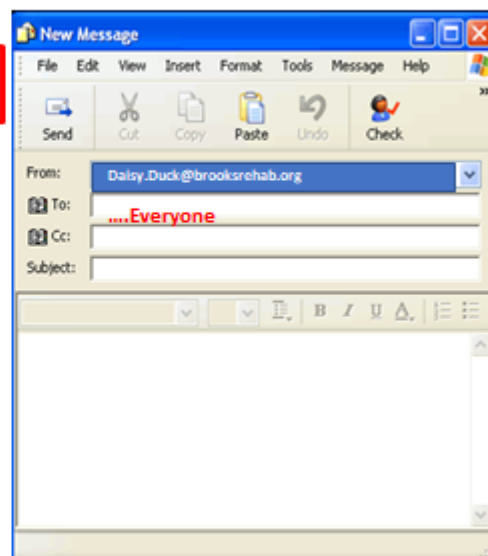 New Message
File Edit View Insert Format Tools Message Help
Send Cut Copy Paste Undo Check
From: Daisy.Duck@brooksrehab.org
To: ....Everyone
Cc:
Subject:
B I U A